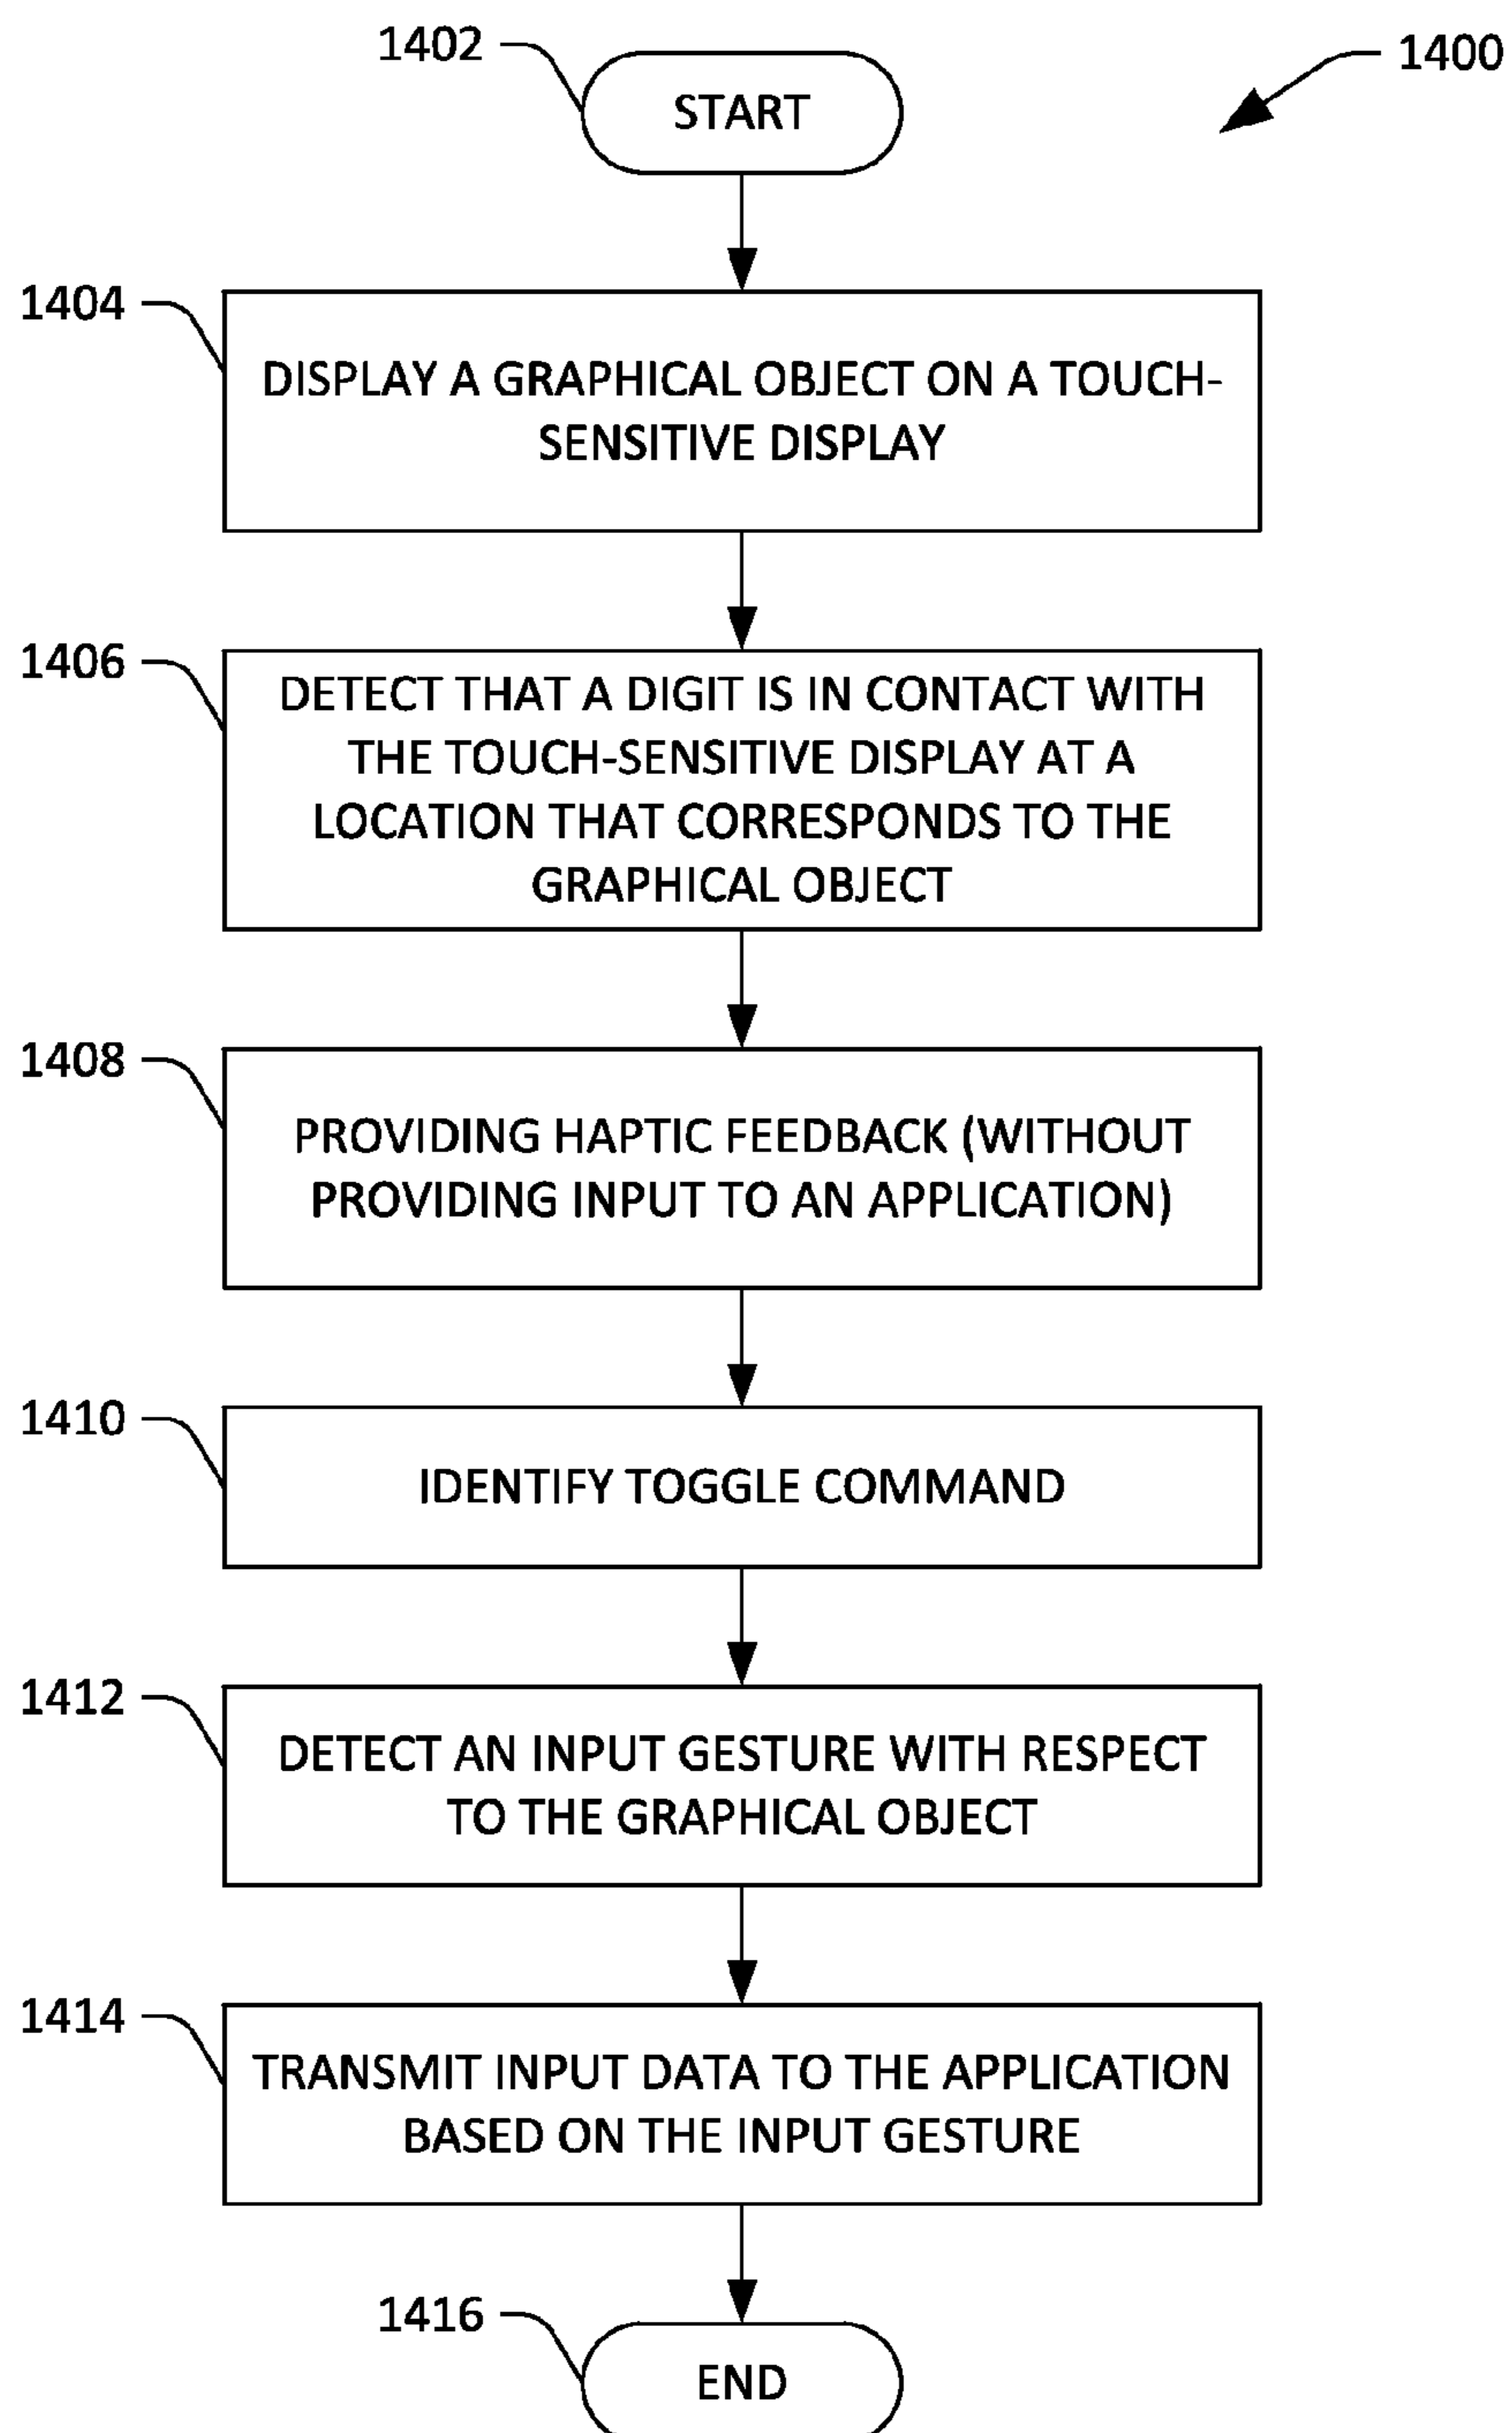 1402
START
1400
1404
DISPLAY A GRAPHICAL OBJECT ON A TOUCH-
SENSITIVE DISPLAY
1406
DETECT THAT A DIGIT IS IN CONTACT WITH
THE TOUCH-SENSITIVE DISPLAY AT A
LOCATION THAT CORRESPONDS TO THE
GRAPHICAL OBJECT
1408
PROVIDING HAPTIC FEEDBACK (WITHOUT
PROVIDING INPUT TO AN APPLICATION)
1410
IDENTIFY TOGGLE COMMAND
1412
DETECT AN INPUT GESTURE WITH RESPECT
TO THE GRAPHICAL OBJECT
1414
TRANSMIT INPUT DATA TO THE APPLICATION
BASED ON THE INPUT GESTURE
1416
END